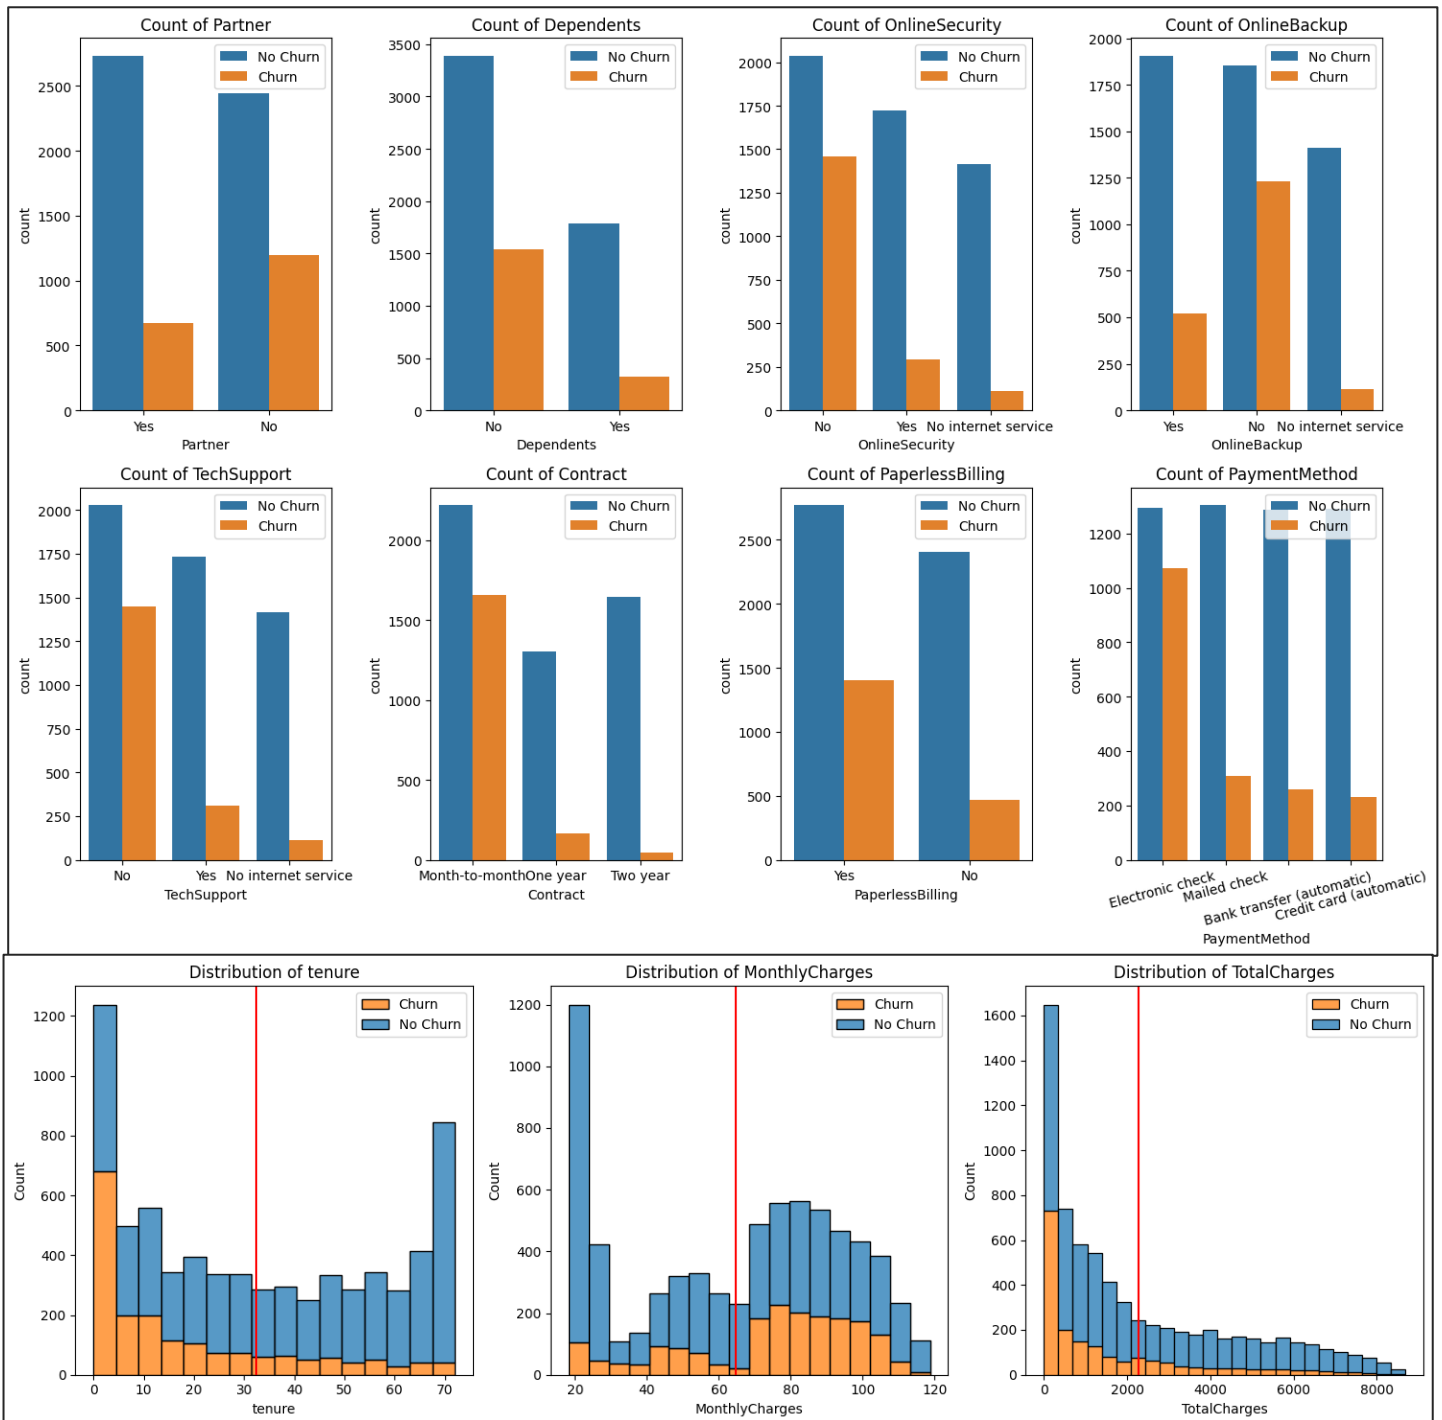 Count of Partner
No Churn
Churn
2500
2000
1500
1000
500
0
count
Yes
No
Partner
Count of Dependents
No Churn
Churn
3500
3000
2500
2000
1500
1000
500
0
count
No
Yes
Dependents
Count of OnlineSecurity
No Churn
Churn
2000
1750
1500
1250
1000
750
500
250
0
count
No
Yes
No internet service
OnlineSecurity
Count of OnlineBackup
No Churn
Churn
2000
1750
1500
1250
1000
750
500
250
0
count
Yes
No
No internet service
OnlineBackup
Count of TechSupport
No Churn
Churn
2000
1750
1500
1250
1000
750
500
250
0
count
No
Yes
No internet service
TechSupport
Count of Contract
No Churn
Churn
2000
1500
1000
500
0
count
Month-to-month
One year
Two year
Contract
Count of PaperlessBilling
No Churn
Churn
2500
2000
1500
1000
500
0
count
Yes
No
PaperlessBilling
Count of PaymentMethod
No Churn
Churn
1200
1000
800
600
400
200
0
count
Electronic check
Mailed check
Bank transfer (automatic)
Credit card (automatic)
PaymentMethod
Distribution of tenure
Churn
No Churn
1200
1000
800
600
400
200
0
Count
0
10
20
30
40
50
60
70
tenure
Distribution of MonthlyCharges
Churn
No Churn
1200
1000
800
600
400
200
0
Count
20
40
60
80
100
120
MonthlyCharges
Distribution of TotalCharges
Churn
No Churn
1600
1400
1200
1000
800
600
400
200
0
Count
0
2000
4000
6000
8000
TotalCharges